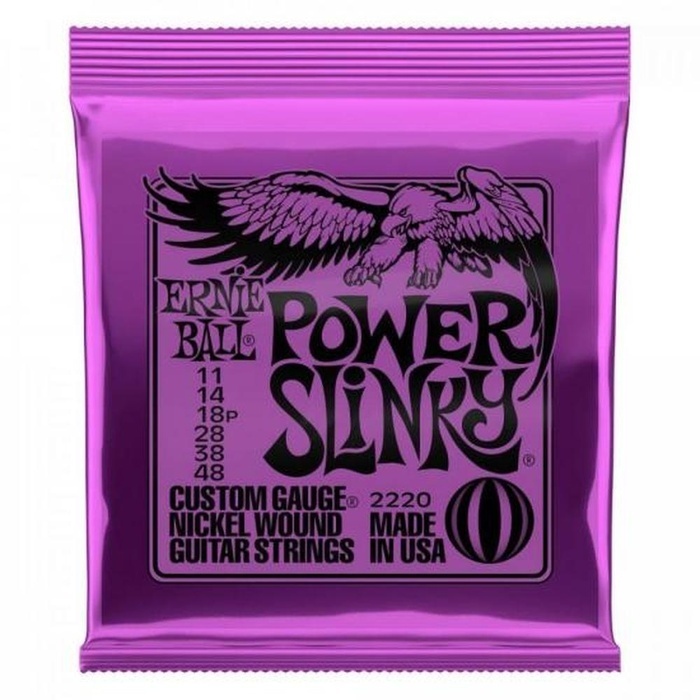 ERNIE
BALL®
POWER
SLINKY®
11
14
18P
28
38
48
CUSTOM GAUGE® 2220
NICKEL WOUND MADE
GUITAR STRINGS IN USA